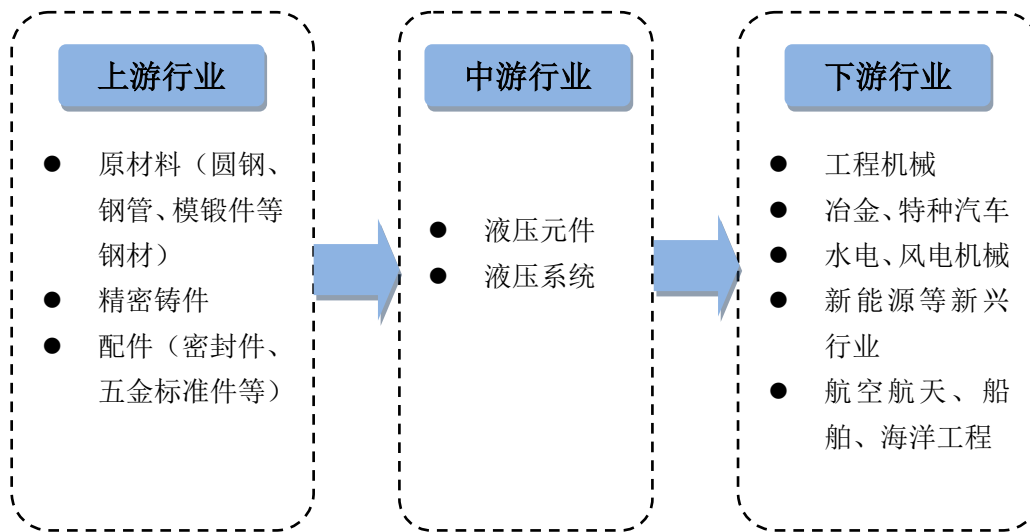 上游行业
● 原材料（圆钢、
钢管、模锻件等
钢材）
● 精密铸件
● 配件（密封件、
五金标准件等）
中游行业
● 液压元件
● 液压系统
下游行业
● 工程机械
● 冶金、特种汽车
● 水电、风电机械
● 新能源等新兴
行业
● 航空航天、船
舶、海洋工程